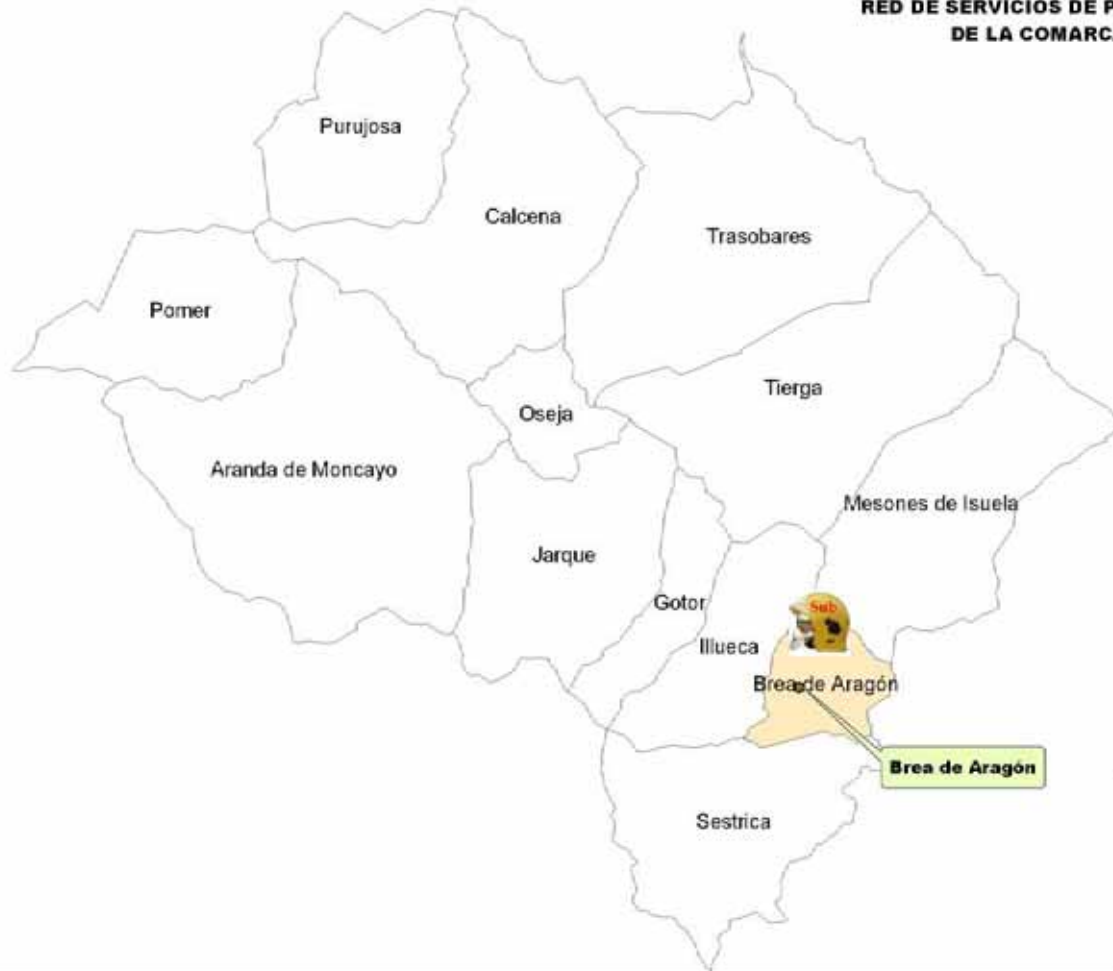 RED DE SERVICIOS DE P
DE LA COMARC
Purujosa
Calcena
Trasobares
Pomer
Tierga
Oseja
Aranda de Moncayo
Mesones de Isuela
Jarque
Gotor
Sub
Illueca
Brea de Aragón
Brea de Aragón
Sestrica